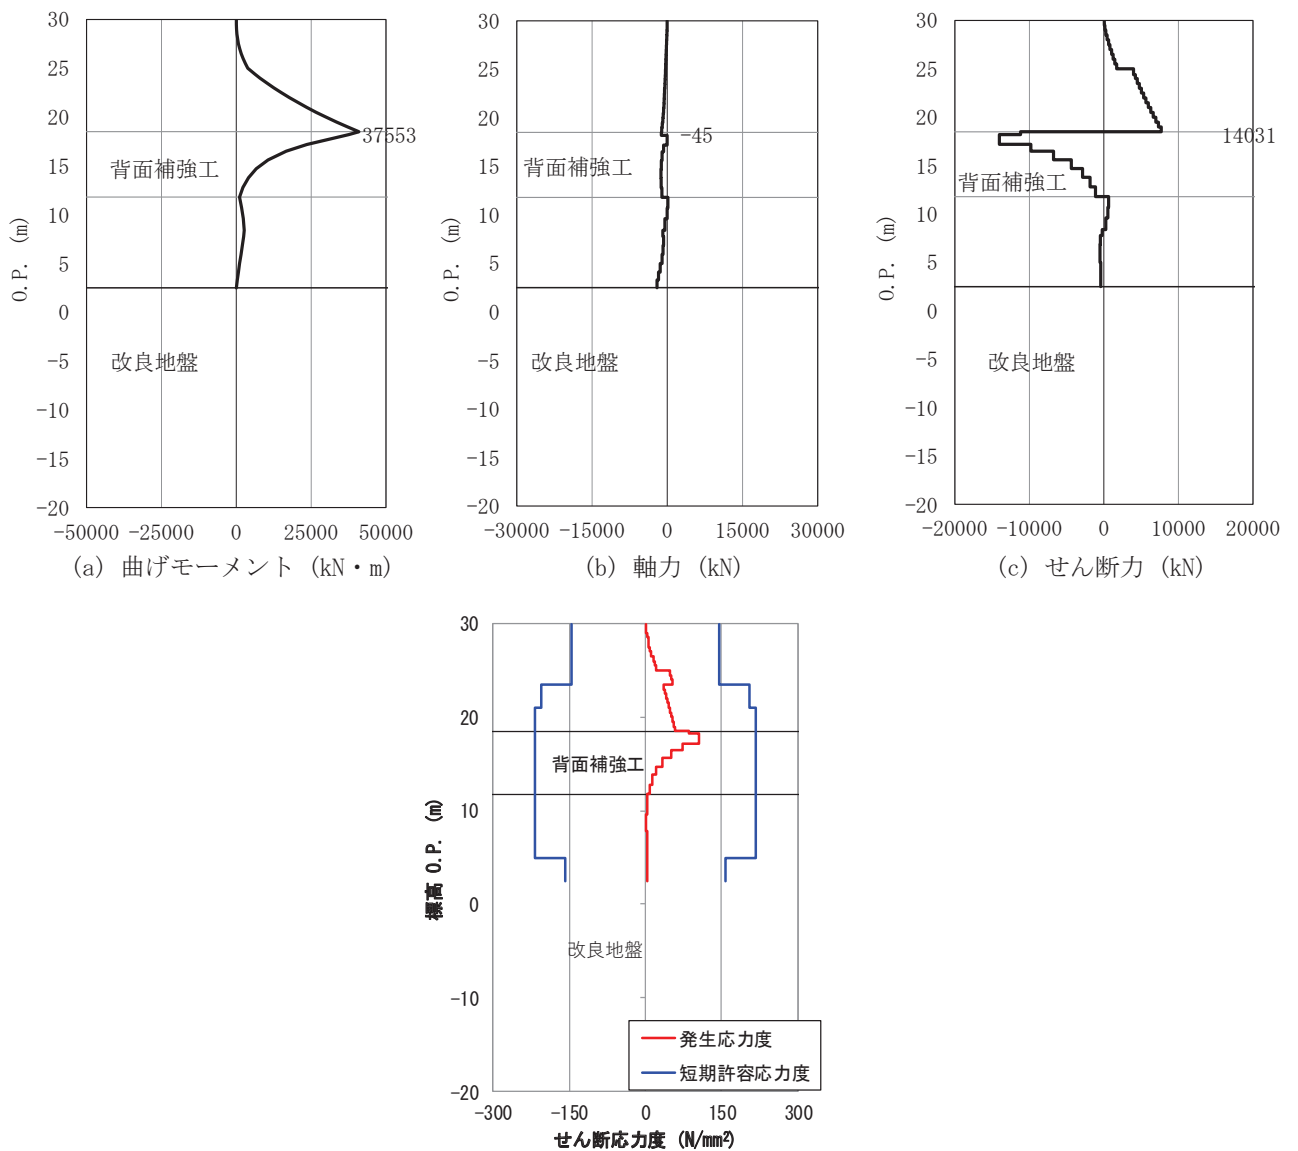 30
25
20
15
10
5
0
-5
-10
-15
-20
O.P. (m)
37553
背面補強工
改良地盤
-50000 -25000 0 25000 50000
(a) 曲げモーメント (kN・m)
30
25
20
15
10
5
0
-5
-10
-15
-20
O.P. (m)
-45
背面補強工
改良地盤
-30000 -15000 0 15000 30000
(b) 軸力 (kN)
30
25
20
15
10
5
0
-5
-10
-15
-20
O.P. (m)
14031
背面補強工
改良地盤
-20000 -10000 0 10000 20000
(c) せん断力 (kN)
30
20
10
0
-10
-20
標高 O.P. (m)
背面補強工
改良地盤
発生応力度
短期許容応力度
-300 -150 0 150 300
せん断応力度 (N/mm²)